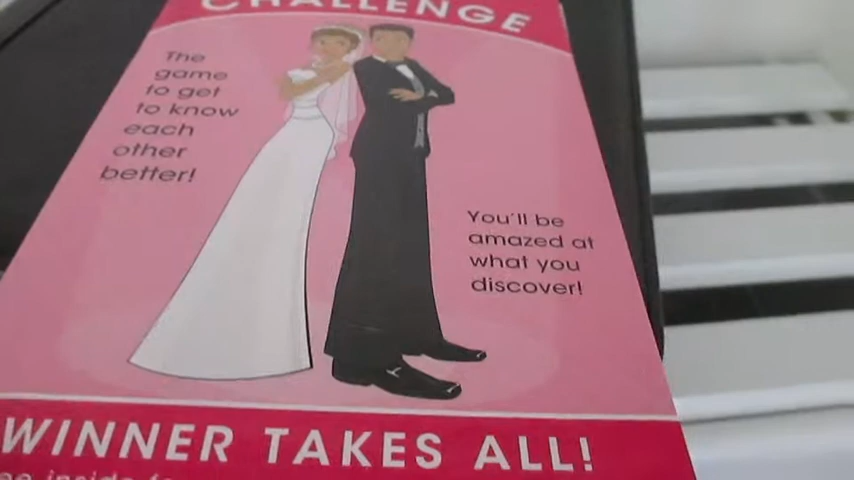 CHALLENGE
The
game
to get
to know
each
other
better!
You'll be
amazed at
what you
discover!
WINNER TAKES ALL!